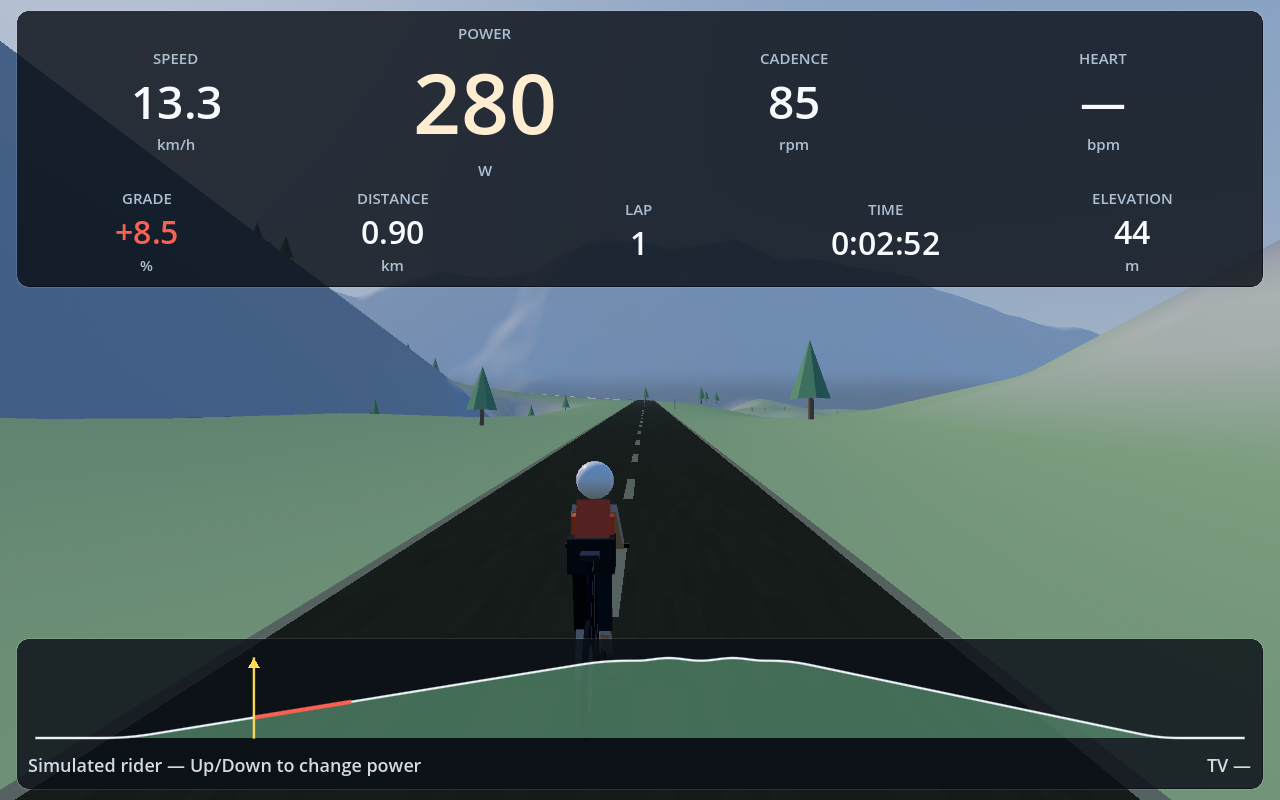 SPEED
13.3
km/h
POWER
280
W
CADENCE
85
rpm
HEART
—
bpm
GRADE
+8.5
%
DISTANCE
0.90
km
LAP
1
TIME
0:02:52
ELEVATION
44
m
Simulated rider — Up/Down to change power
TV —